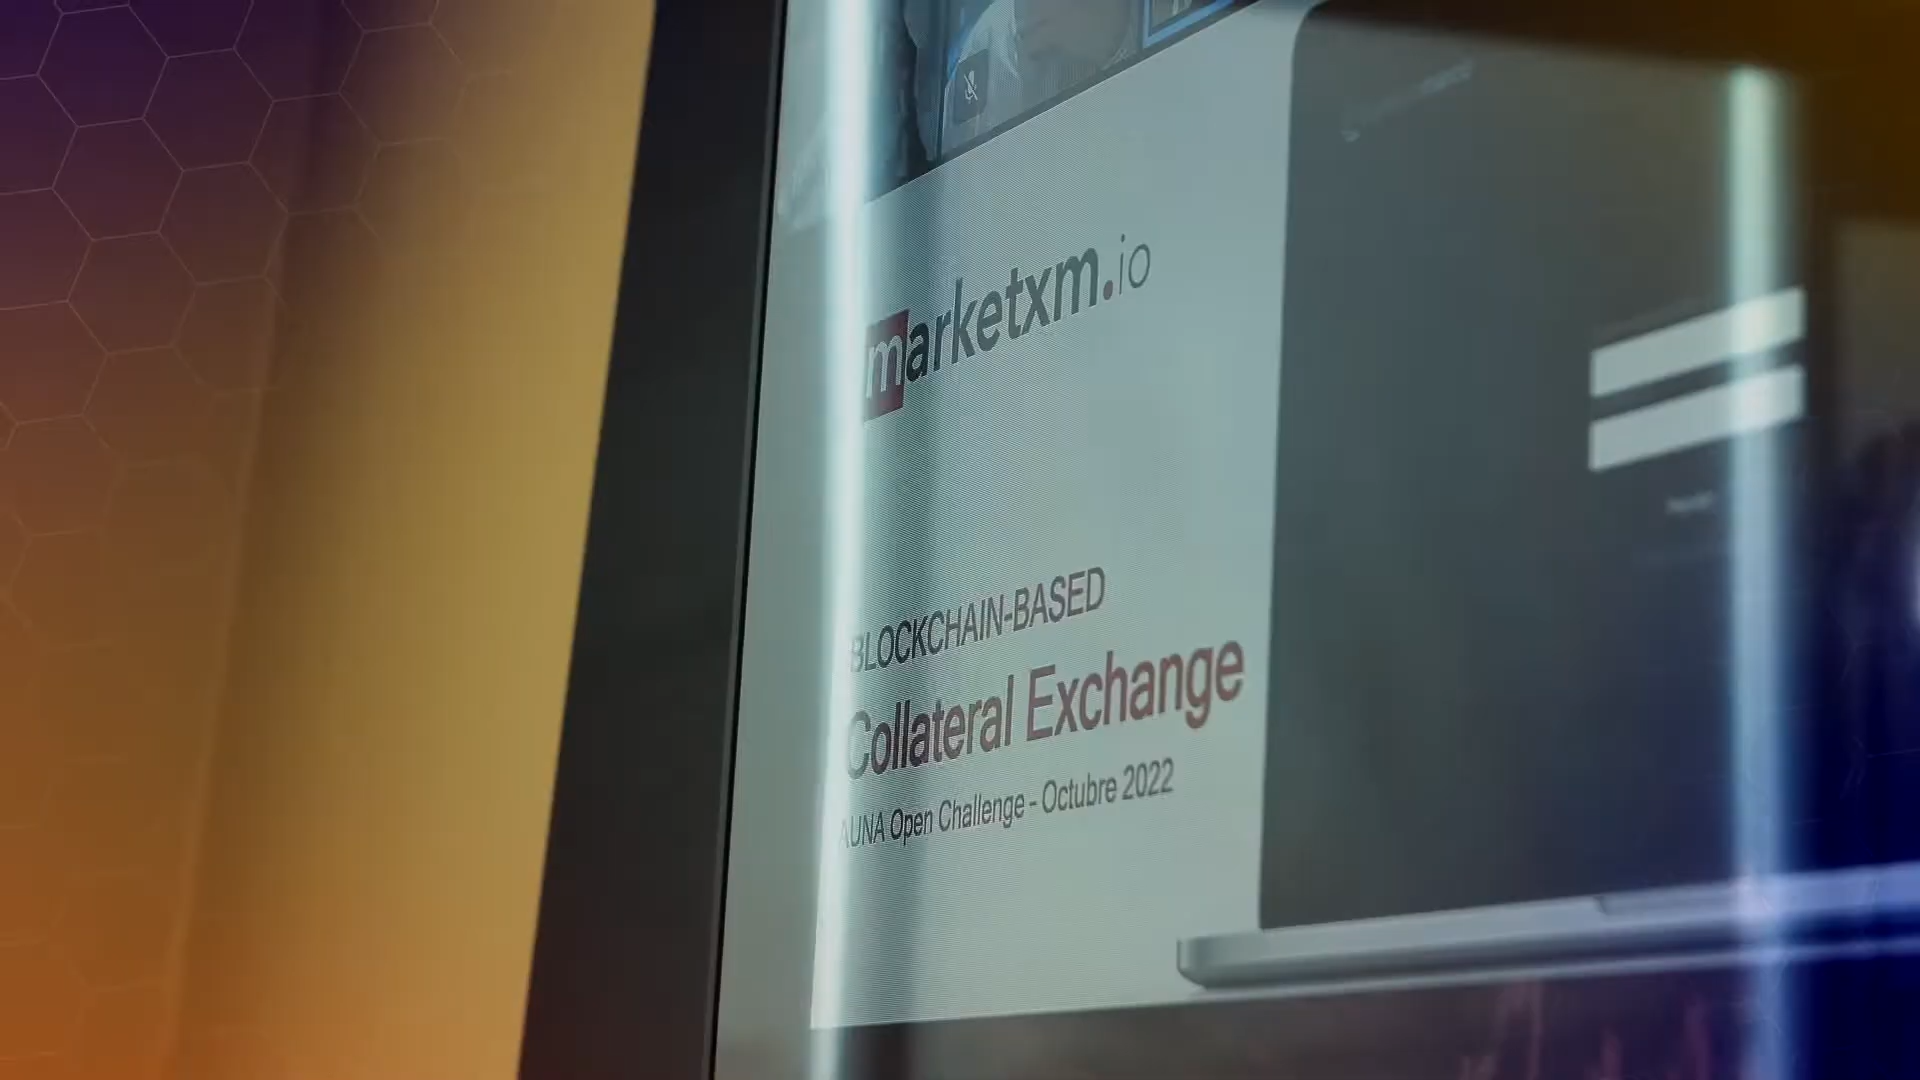 marketxm.io
BLOCKCHAIN-BASED
Collateral Exchange
AUNA Open Challenge - Octubre 2022